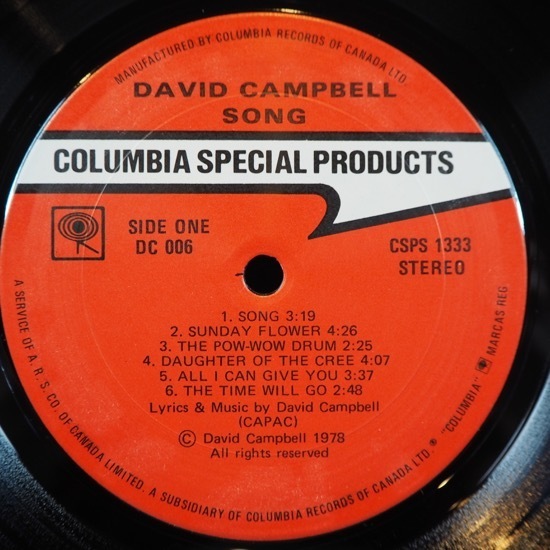 MANUFACTURED BY COLUMBIA RECORDS OF CANADA LTD.
DAVID CAMPBELL
SONG
COLUMBIA SPECIAL PRODUCTS
SIDE ONE
DC 006
CSPS 1333
STEREO
1. SONG 3:19
2. SUNDAY FLOWER 4:26
3. THE POW-WOW DRUM 2:25
4. DAUGHTER OF THE CREE 4:07
5. ALL I CAN GIVE YOU 3:37
6. THE TIME WILL GO 2:48
Lyrics & Music by David Campbell
(CAPAC)
© David Campbell 1978
All rights reserved
A SERVICE OF A. R. S. CO. OF CANADA LIMITED. A SUBSIDIARY OF COLUMBIA RECORDS OF CANADA LTD. ® "COLUMBIA," MARCAS REG